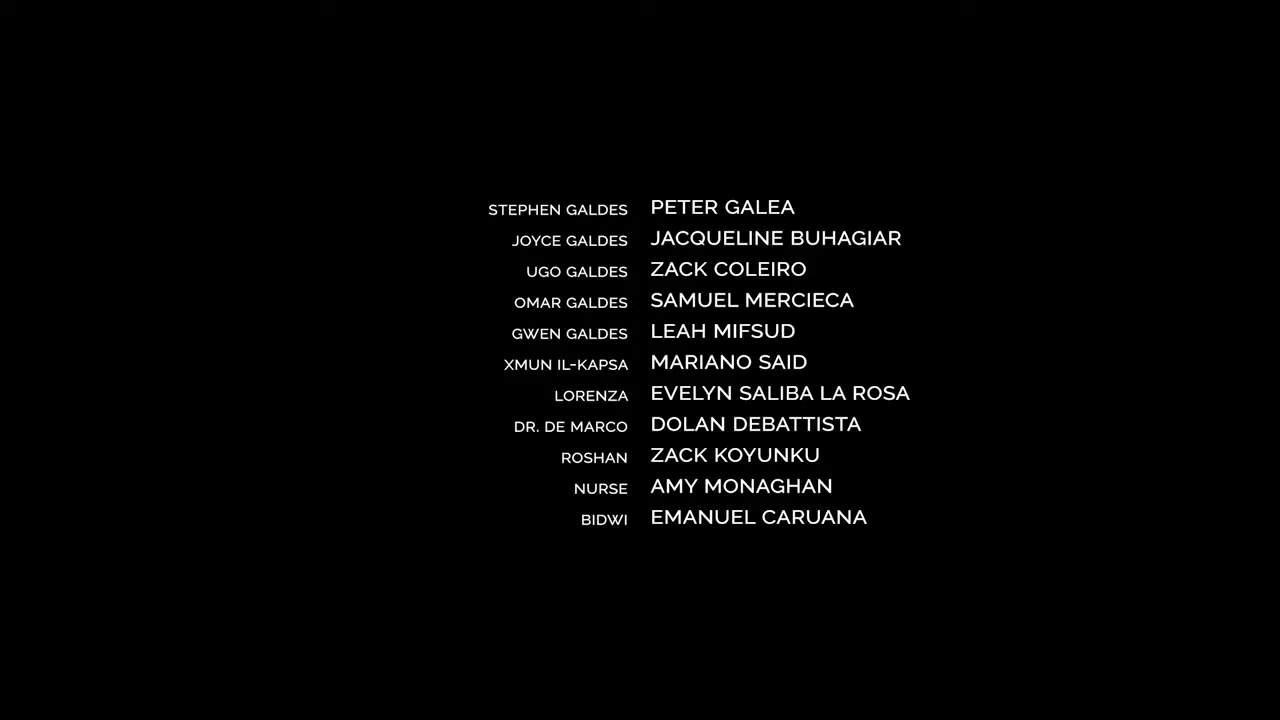 STEPHEN GALDES PETER GALEA
JOYCE GALDES JACQUELINE BUHAGIAR
UGO GALDES ZACK COLEIRO
OMAR GALDES SAMUEL MERCIECA
GWEN GALDES LEAH MIFSUD
XMUN IL-KAPSA MARIANO SAID
LORENZA EVELYN SALIBA LA ROSA
DR. DE MARCO DOLAN DEBATTISTA
ROSHAN ZACK KOYUNKU
NURSE AMY MONAGHAN
BIDWI EMANUEL CARUANA